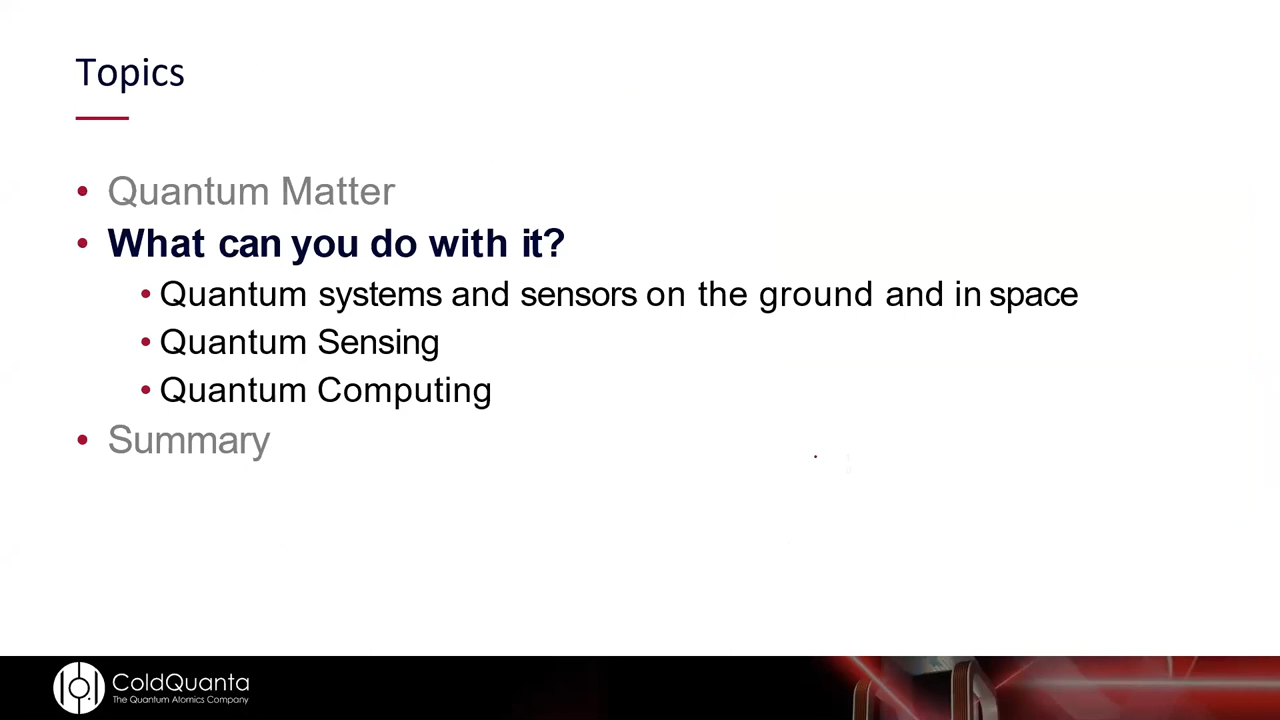 Topics
• Quantum Matter
• What can you do with it?
• Quantum systems and sensors on the ground and in space
• Quantum Sensing
• Quantum Computing
• Summary
ColdQuanta
The Quantum Atomics Company